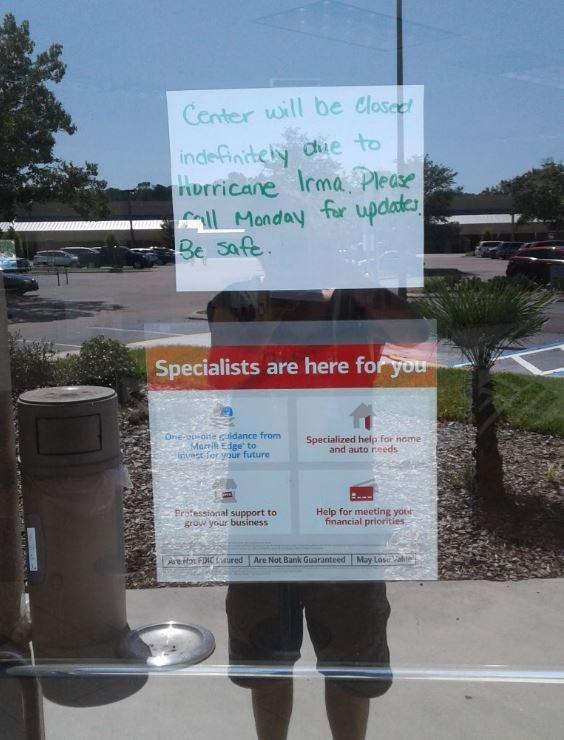 Center will be closed
indefinitely due to
Hurricane Irma. Please
call Monday for updates.
Be safe.
Specialists are here for you
One-on-one guidance from
Merrill Edge® to
invest for your future
Specialized help for home
and auto needs
Professional support to
grow your business
Help for meeting your
financial priorities
Are Not FDIC Insured | Are Not Bank Guaranteed | May Lose Value